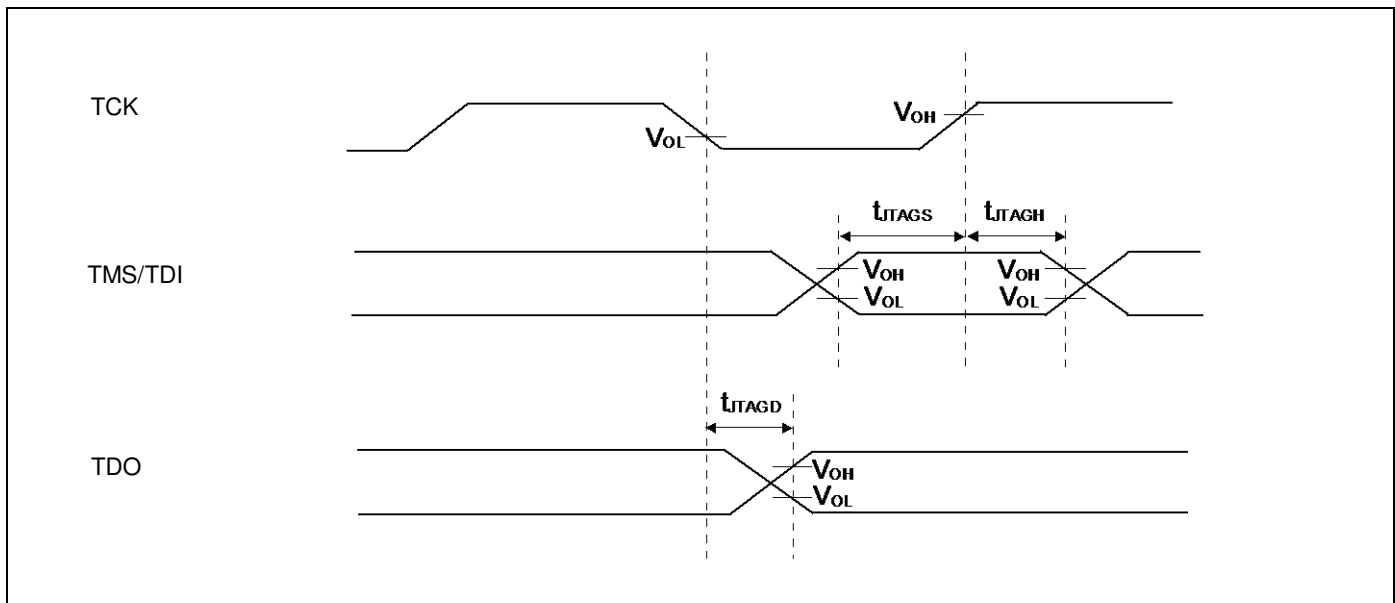 TCK
VOL
VOH
tJTAGS
tJTAGH
TMS/TDI
VOH
VOL
VOH
VOL
tJTAGD
TDO
VOH
VOL